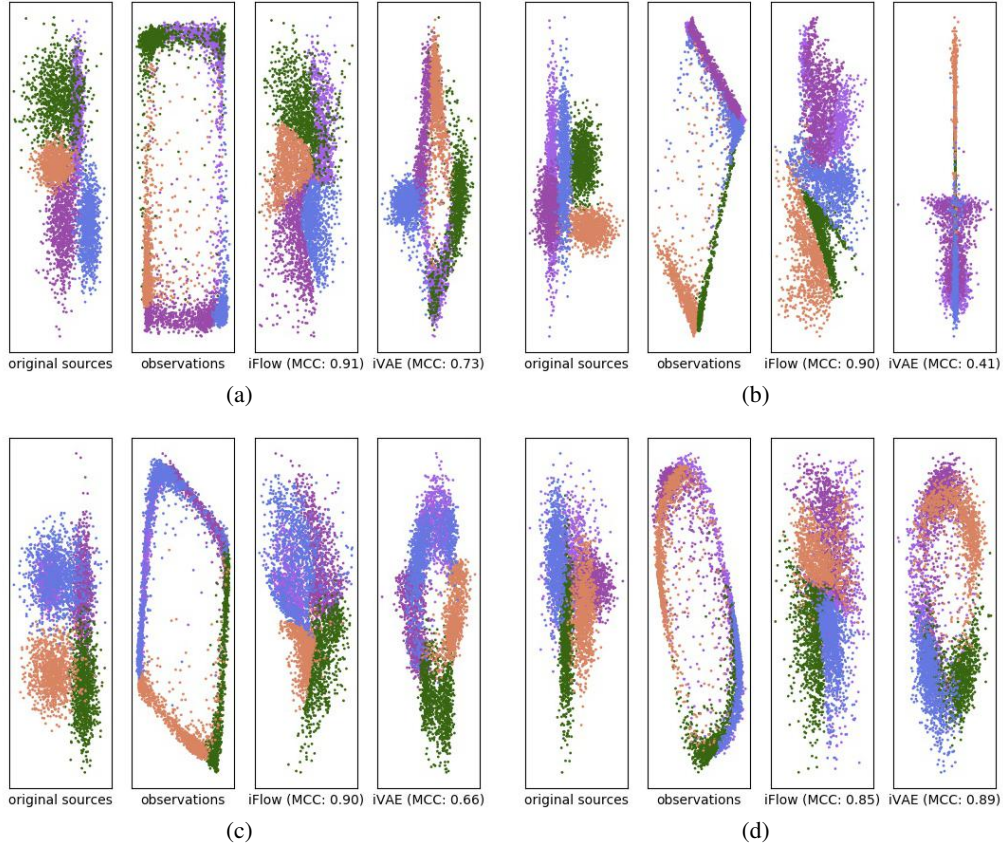 original sources observations iFlow (MCC: 0.91) iVAE (MCC: 0.73)
(a)
original sources observations iFlow (MCC: 0.90) iVAE (MCC: 0.41)
(b)
original sources observations iFlow (MCC: 0.90) iVAE (MCC: 0.66)
(c)
original sources observations iFlow (MCC: 0.85) iVAE (MCC: 0.89)
(d)